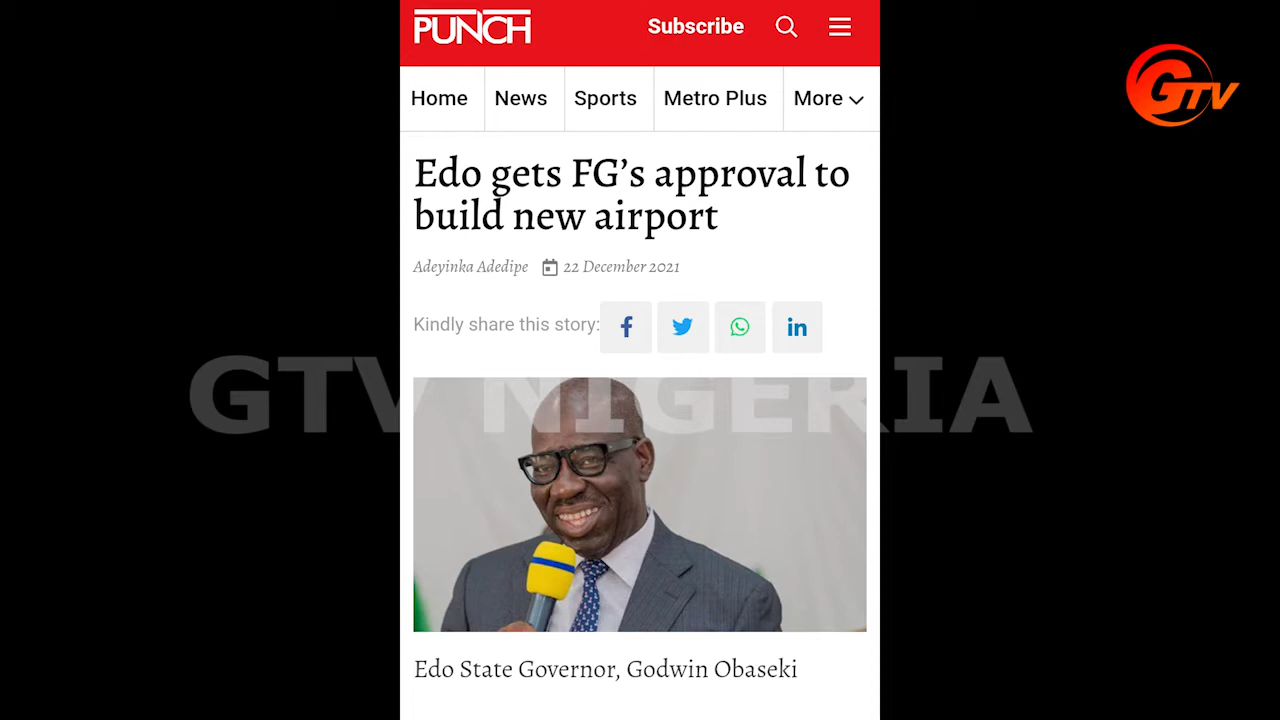 PUNCH
Subscribe
GTV
Home
News
Sports
Metro Plus
More
Edo gets FG’s approval to
build new airport
Adeyinka Adedipe 22 December 2021
Kindly share this story:
GTV NIGERIA
Edo State Governor, Godwin Obaseki